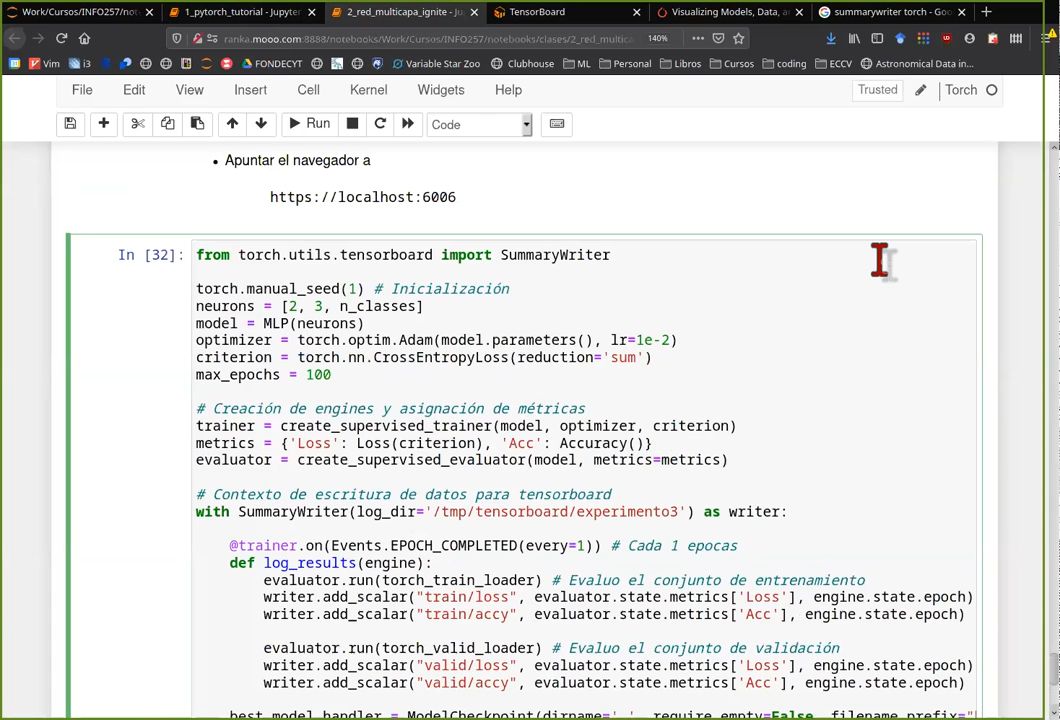 Work/Cursos/INFO257/noteb
1_pytorch_tutorial - Jupyter
2_red_multicapa_ignite - Ju
TensorBoard
Visualizing Models, Data, a
summarywriter torch - Goo
ranka.mooo.com:8888/notebooks/Work/Cursos/INFO257/notebooks/clases/2_red_multica
140%
Vim
i3
FONDECYT
Variable Star Zoo
Clubhouse
ML
Personal
Libros
Cursos
coding
ECCV
Astronomical Data in...
File
Edit
View
Insert
Cell
Kernel
Widgets
Help
Trusted
Torch
Run
Code
• Apuntar el navegador a
https://localhost:6006
In [32]:
from torch.utils.tensorboard import SummaryWriter
torch.manual_seed(1) # Inicialización
neurons = [2, 3, n_classes]
model = MLP(neurons)
optimizer = torch.optim.Adam(model.parameters(), lr=1e-2)
criterion = torch.nn.CrossEntropyLoss(reduction='sum')
max_epochs = 100
# Creación de engines y asignación de métricas
trainer = create_supervised_trainer(model, optimizer, criterion)
metrics = {'Loss': Loss(criterion), 'Acc': Accuracy()}
evaluator = create_supervised_evaluator(model, metrics=metrics)
# Contexto de escritura de datos para tensorboard
with SummaryWriter(log_dir='/tmp/tensorboard/experimento3') as writer:
@trainer.on(Events.EPOCH_COMPLETED(every=1)) # Cada 1 epocas
def log_results(engine):
evaluator.run(torch_train_loader) # Evaluo el conjunto de entrenamiento
writer.add_scalar("train/loss", evaluator.state.metrics['Loss'], engine.state.epoch)
writer.add_scalar("train/accy", evaluator.state.metrics['Acc'], engine.state.epoch)
evaluator.run(torch_valid_loader) # Evaluo el conjunto de validación
writer.add_scalar("valid/loss", evaluator.state.metrics['Loss'], engine.state.epoch)
writer.add_scalar("valid/accy", evaluator.state.metrics['Acc'], engine.state.epoch)
best_model_handler = ModelCheckpoint(dirname='.', require_empty=False, filename_prefix="